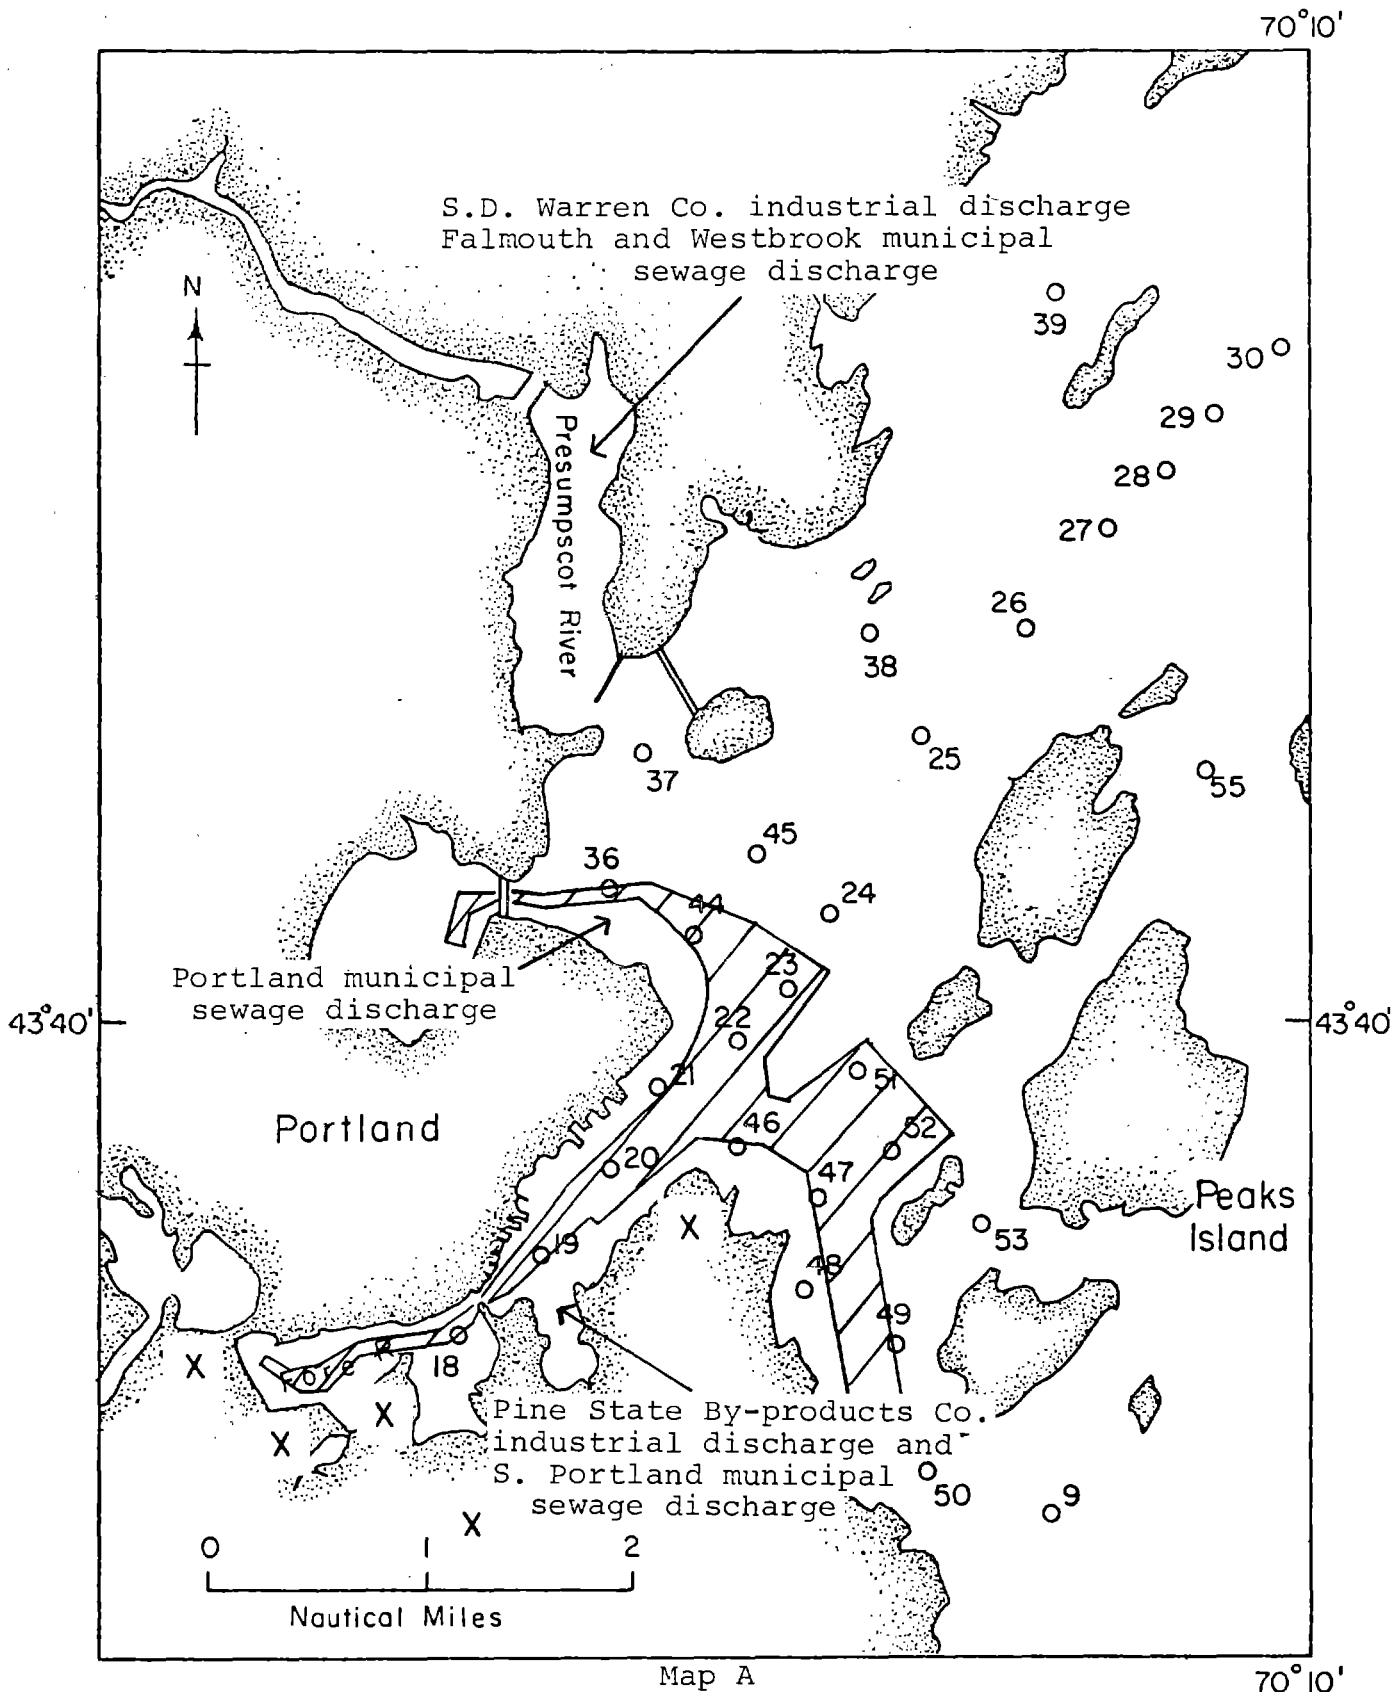 70°10'
S.D. Warren Co. industrial discharge
Falmouth and Westbrook municipal
sewage discharge
N
39
30
29
28
27
Presumpscot River
26
38
25
37
55
45
36
24
44
23
Portland municipal
sewage discharge
43°40'
43°40'
22
21
51
Portland
46
52
20
47
Peaks
Island
53
19
48
49
18
Fore R
X
X
X
X
X
Pine State By-products Co.
industrial discharge and
S. Portland municipal
sewage discharge
50
9
0 1 2
Nautical Miles
Map A
70°10'